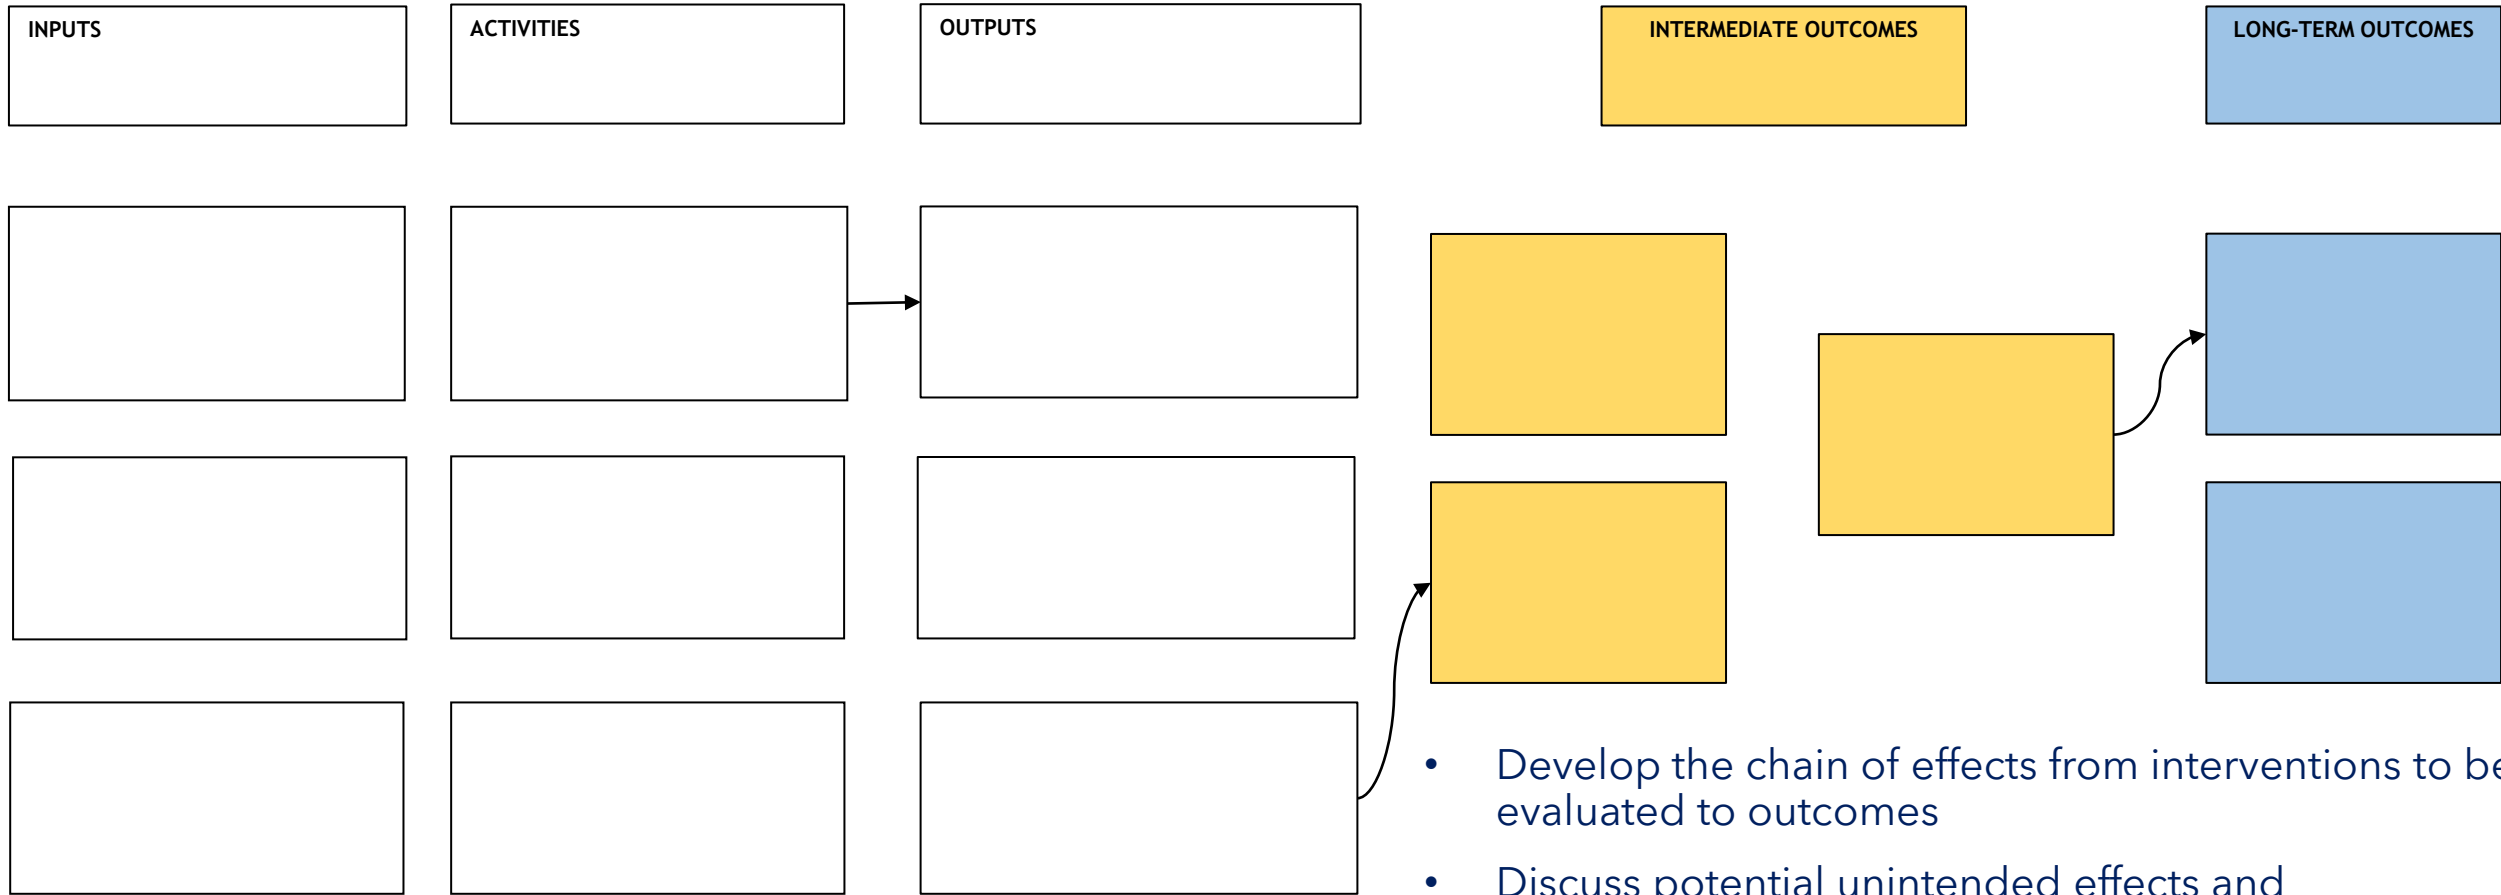 INPUTS
ACTIVITIES
OUTPUTS
INTERMEDIATE OUTCOMES
LONG-TERM OUTCOMES
• Develop the chain of effects from interventions to be
evaluated to outcomes
• Discuss potential unintended effects and